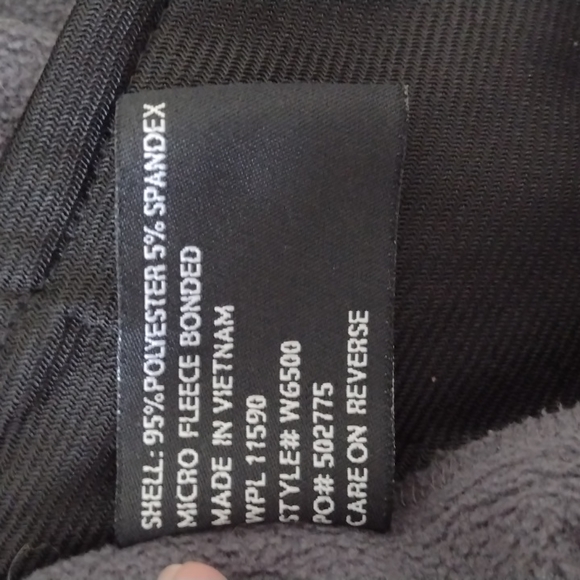 SHELL: 95% POLYESTER 5% SPANDEX
MICRO FLEECE BONDED
MADE IN VIETNAM
WPL 11590
STYLE# WG500
PO# 502775
CARE ON REVERSE